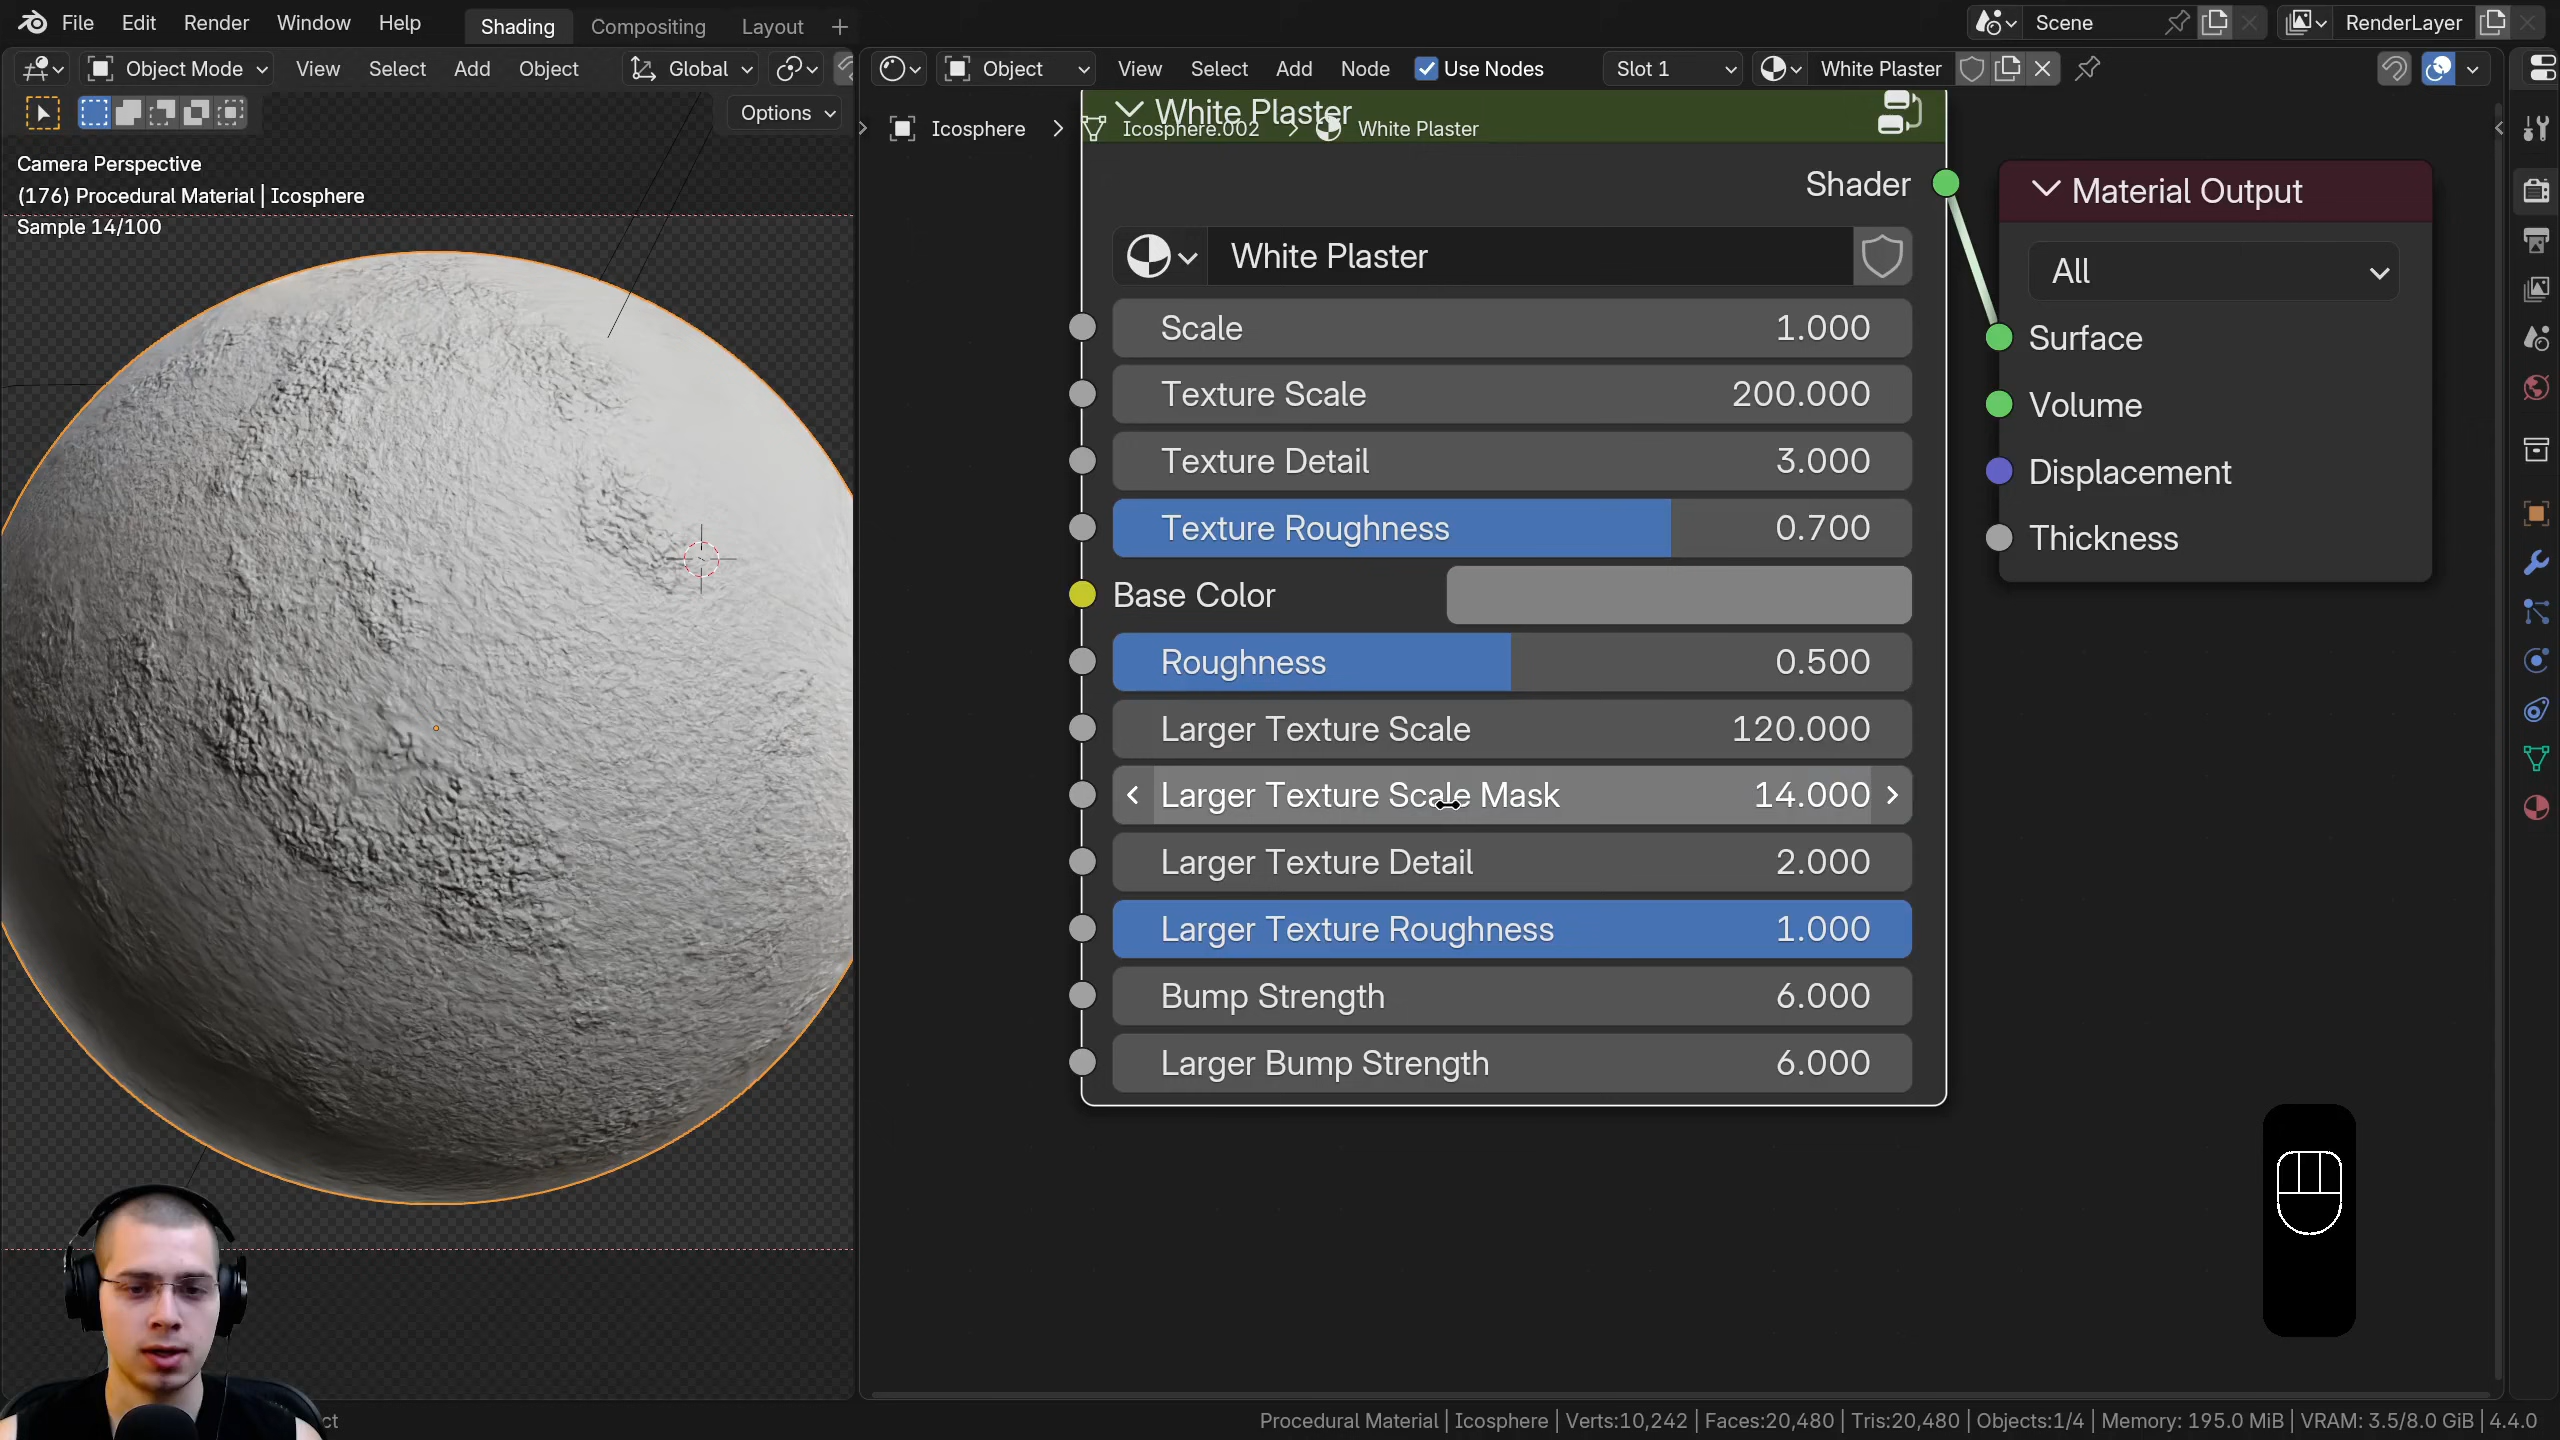 File Edit Render Window Help Shading Compositing Layout + Scene RenderLayer
Object Mode View Select Add Object Global Object View Select Add Node Use Nodes Slot 1 White Plaster
Options
White Plaster
Icosphere > Icosphere.002 > White Plaster
Camera Perspective
(176) Procedural Material | Icosphere
Sample 14/100
Shader
White Plaster
Scale 1.000
Texture Scale 200.000
Texture Detail 3.000
Texture Roughness 0.700
Base Color
Roughness 0.500
Larger Texture Scale 120.000
Larger Texture Scale Mask 14.000
Larger Texture Detail 2.000
Larger Texture Roughness 1.000
Bump Strength 6.000
Larger Bump Strength 6.000
Material Output
All
Surface
Volume
Displacement
Thickness
ct
Procedural Material | Icosphere | Verts:10,242 | Faces:20,480 | Tris:20,480 | Objects:1/4 | Memory: 195.0 MiB | VRAM: 3.5/8.0 GiB | 4.4.0